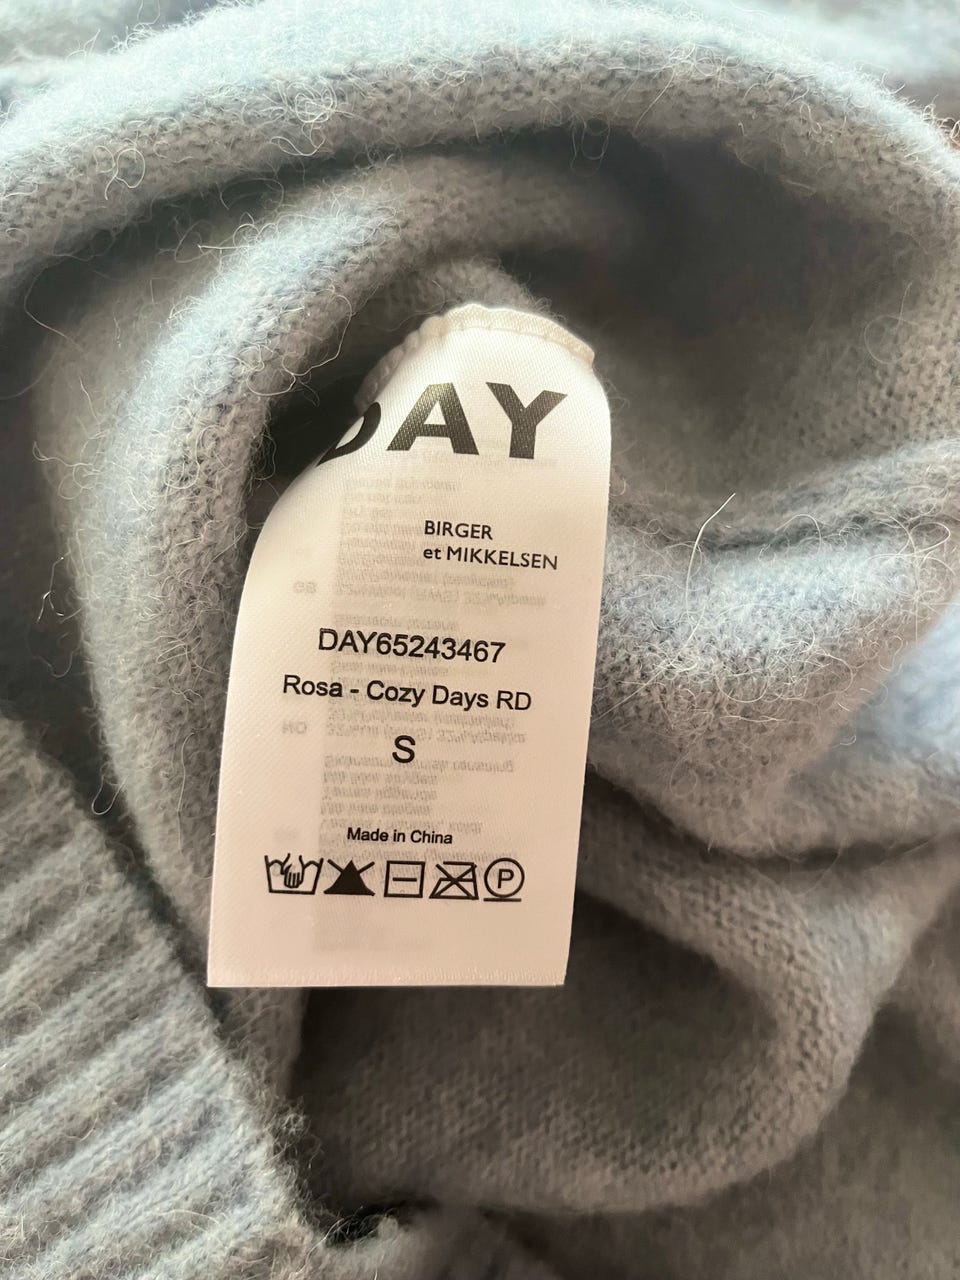 DAY
BIRGER
et MIKKELSEN
DAY65243467
Rosa - Cozy Days RD
S
Made in China
P